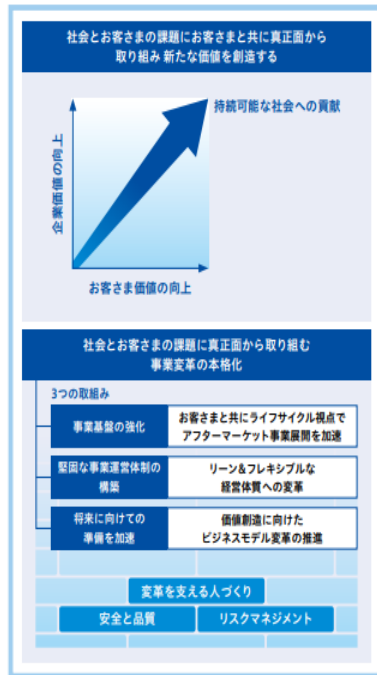 社会とお客さまの課題にお客さまと共に真正面から
取り組み 新たな価値を創造する
持続可能な社会への貢献
企業価値の向上
お客さま価値の向上
社会とお客さまの課題に真正面から取り組む
事業変革の本格化
3つの取組み
事業基盤の強化
お客さまと共にライフサイクル視点で
アフターマーケット事業展開を加速
堅固な事業運営体制の
構築
リーン&フレキシブルな
経営体質への変革
将来に向けての
準備を加速
価値創造に向けた
ビジネスモデル変革の推進
変革を支える人づくり
安全と品質
リスクマネジメント